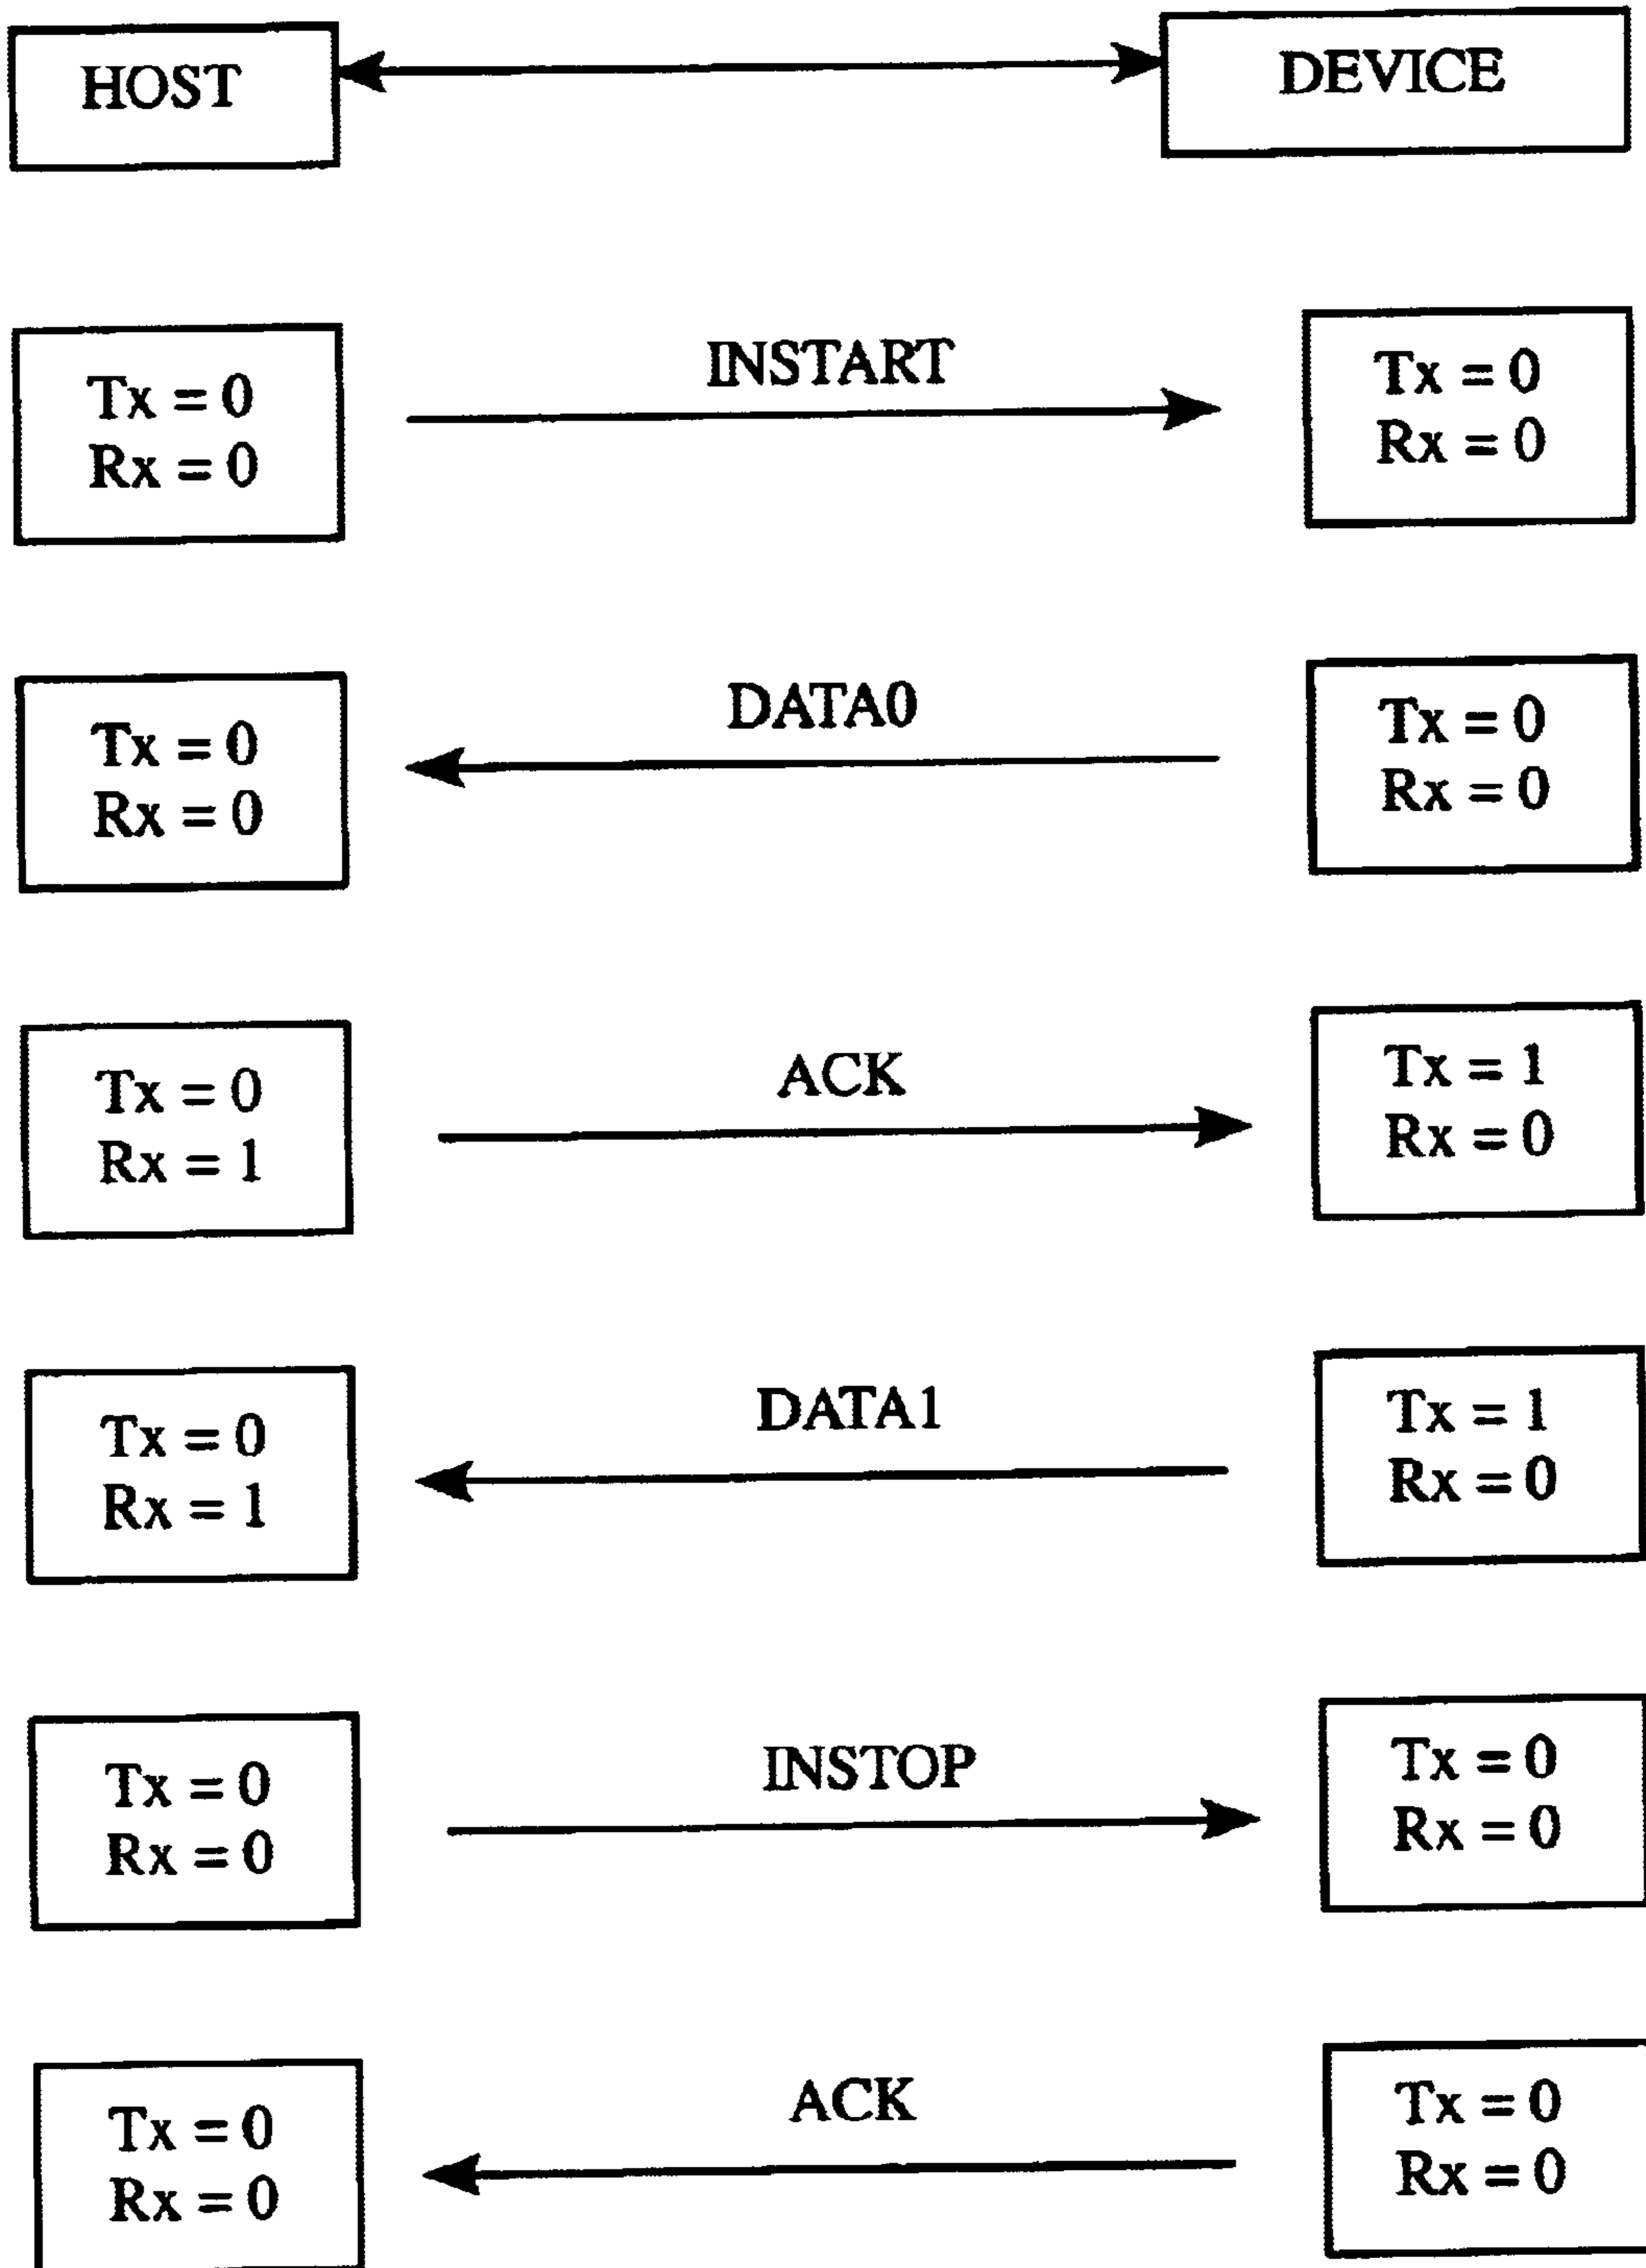 HOST
DEVICE
Tx = 0
Rx = 0
INSTART
Tx = 0
Rx = 0
Tx = 0
Rx = 0
DATA0
Tx = 0
Rx = 0
Tx = 0
Rx = 1
ACK
Tx = 1
Rx = 0
Tx = 0
Rx = 1
DATA1
Tx = 1
Rx = 0
Tx = 0
Rx = 0
INSTOP
Tx = 0
Rx = 0
Tx = 0
Rx = 0
ACK
Tx = 0
Rx = 0